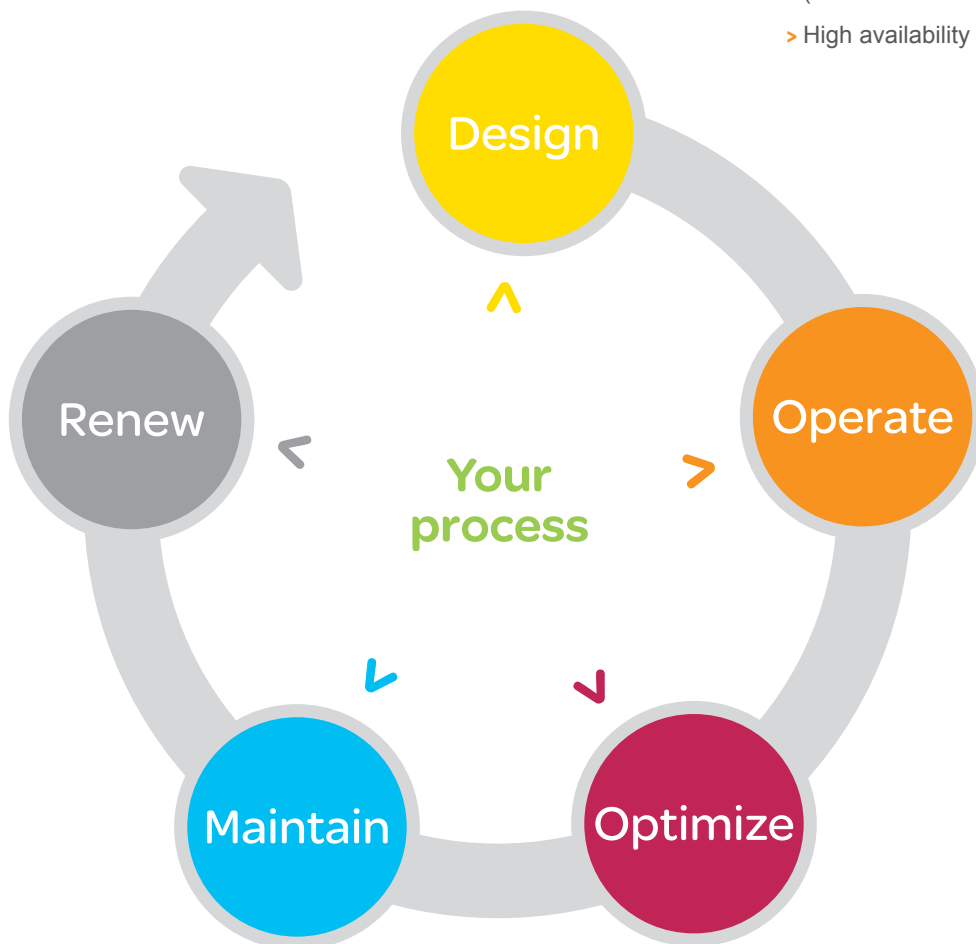 > High availability
Design
Operate
Renew
Your
process
Maintain
Optimize